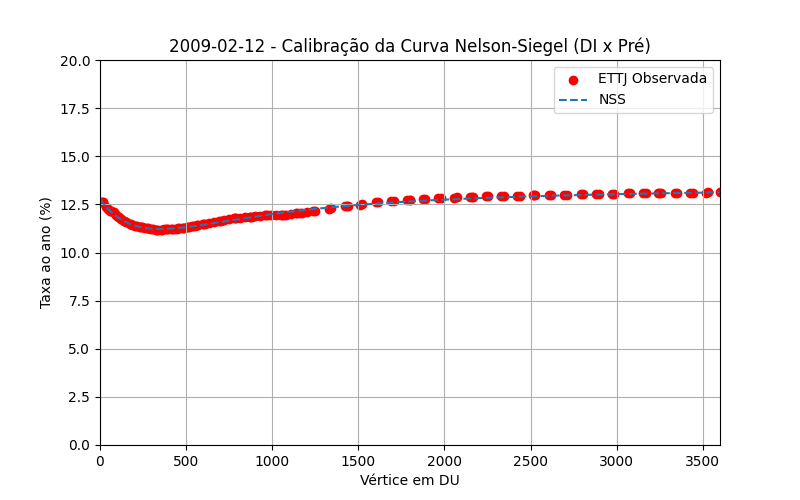 2009-02-12 - Calibração da Curva Nelson-Siegel (DI x Pré)
ETTJ Observada
NSS
Taxa ao ano (%)
20.0
17.5
15.0
12.5
10.0
7.5
5.0
2.5
0.0
0 500 1000 1500 2000 2500 3000 3500
Vértice em DU